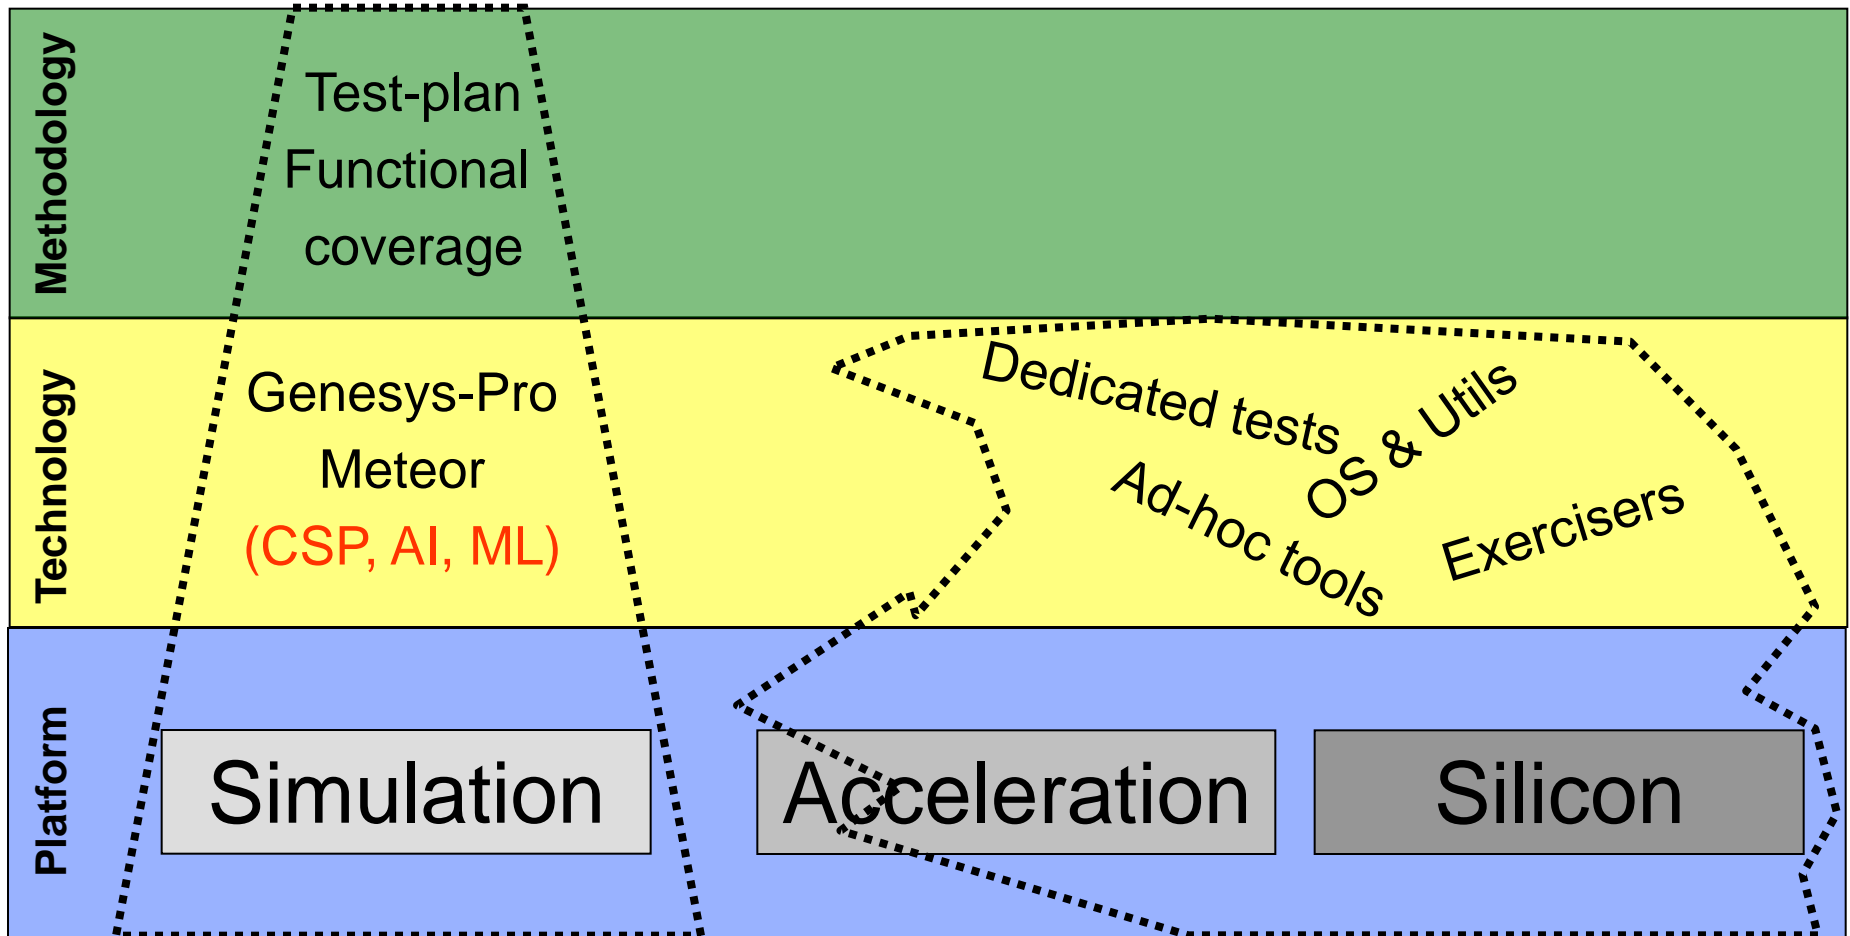 Methodology
Test-plan
Functional
coverage
Technology
Genesys-Pro
Meteor
(CSP, AI, ML)
Dedicated tests
OS & Utils
Ad-hoc tools
Exercisers
Platform
Simulation
Acceleration
Silicon